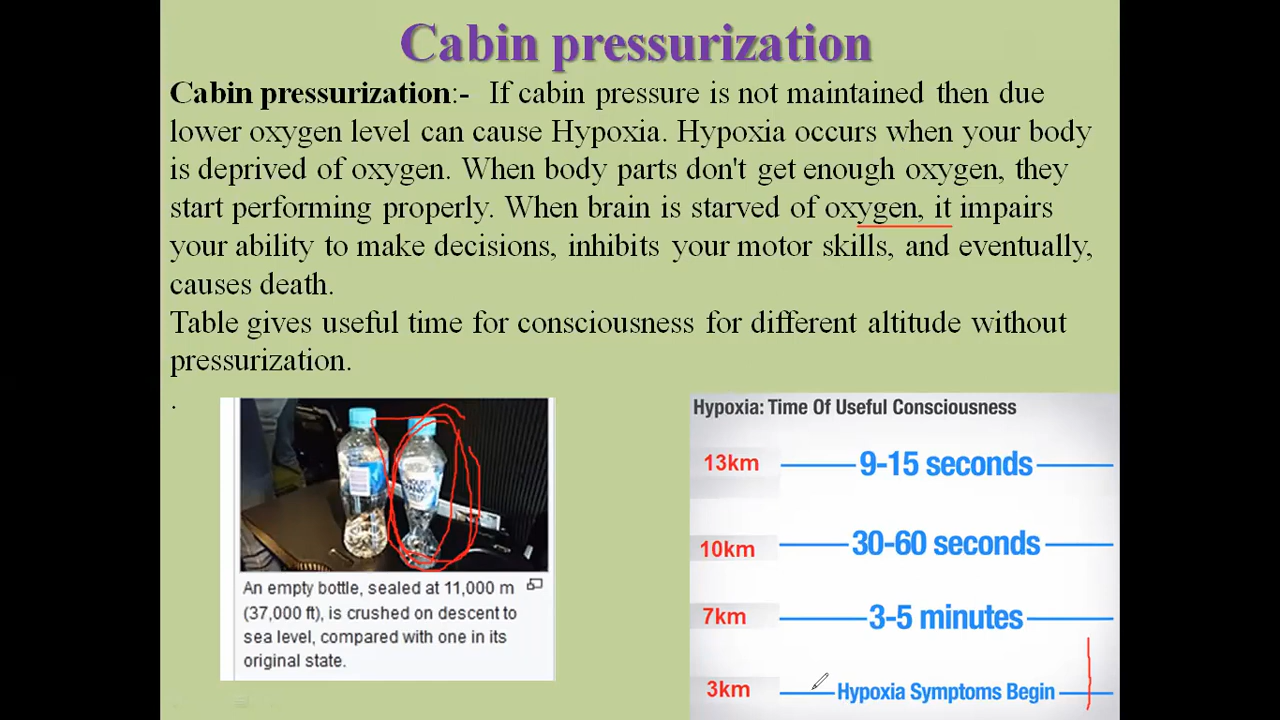 Cabin pressurization
Cabin pressurization:- If cabin pressure is not maintained then due
lower oxygen level can cause Hypoxia. Hypoxia occurs when your body
is deprived of oxygen. When body parts don't get enough oxygen, they
start performing properly. When brain is starved of oxygen, it impairs
your ability to make decisions, inhibits your motor skills, and eventually,
causes death.
Table gives useful time for consciousness for different altitude without
pressurization.
.
An empty bottle, sealed at 11,000 m
(37,000 ft), is crushed on descent to
sea level, compared with one in its
original state.
Hypoxia: Time Of Useful Consciousness
13km 9-15 seconds
10km 30-60 seconds
7km 3-5 minutes
3km Hypoxia Symptoms Begin